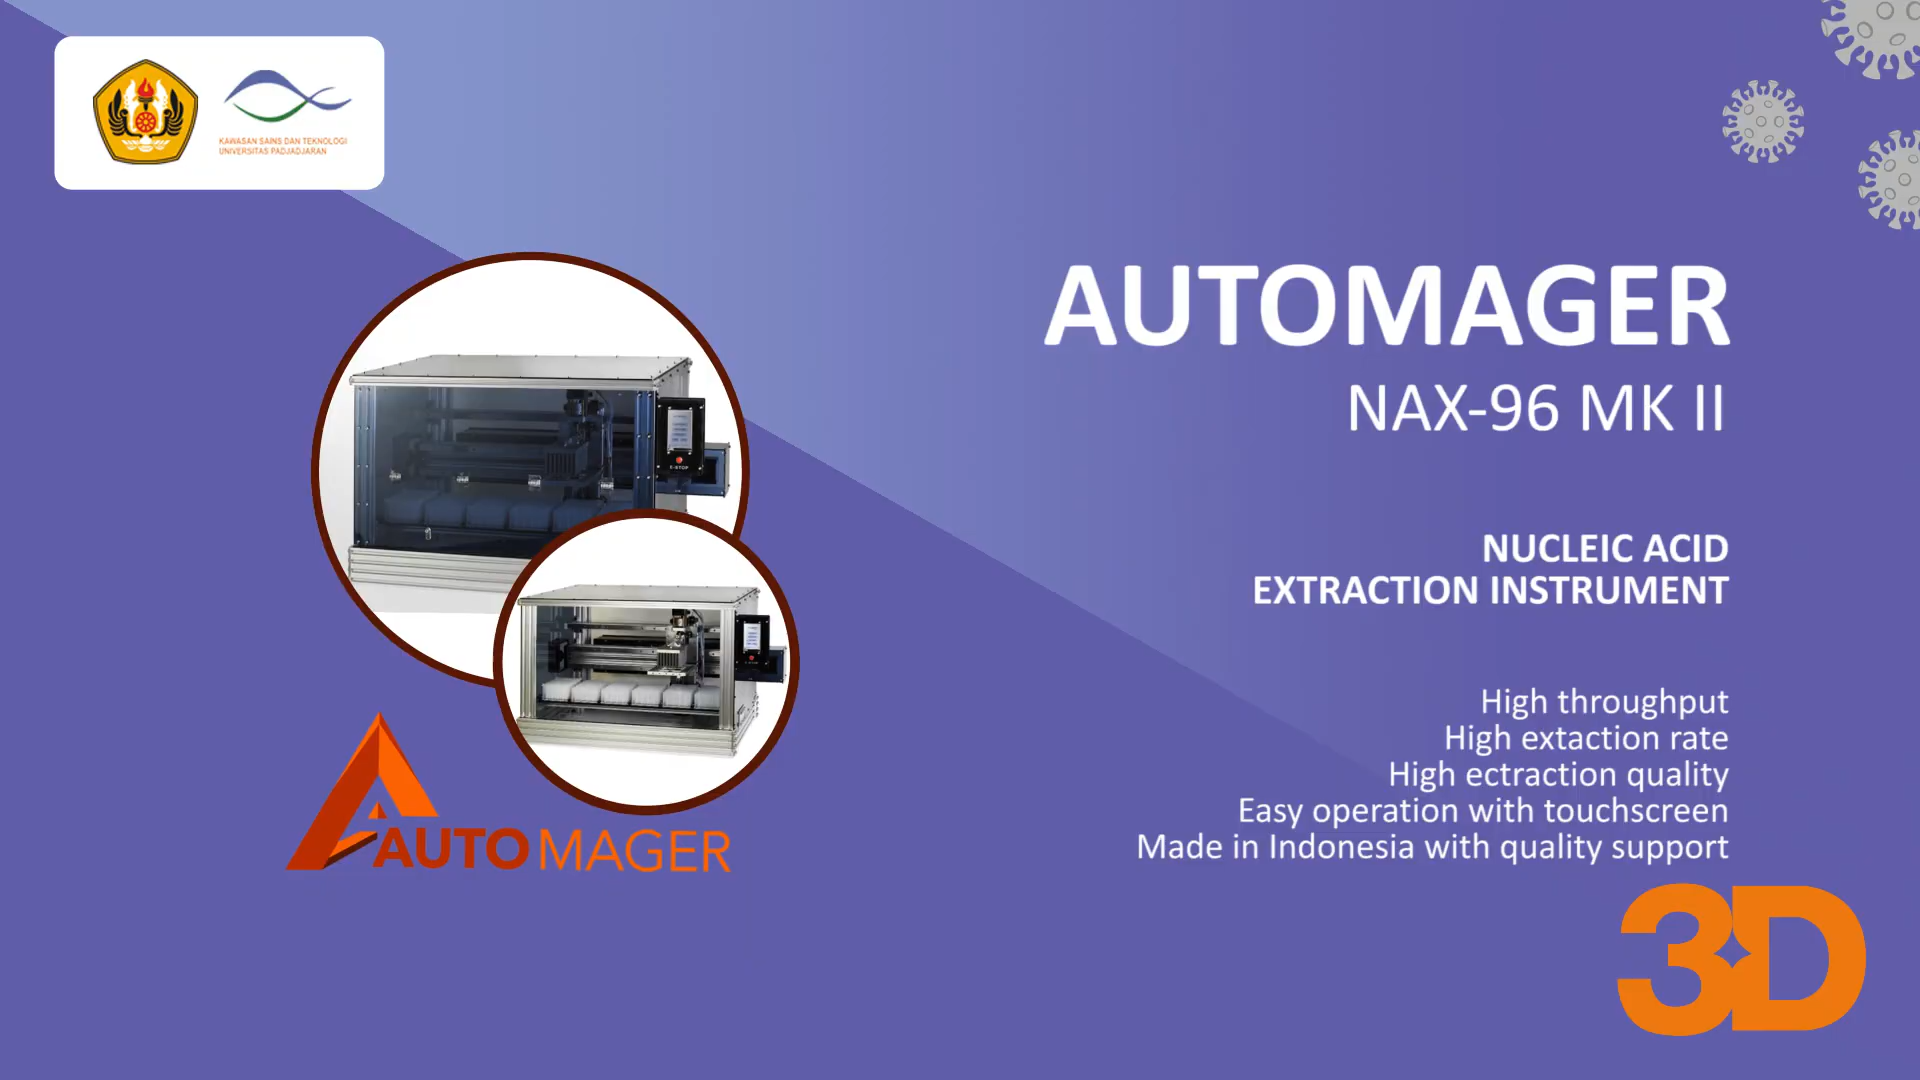 KAWASAN SAINS DAN TEKNOLOGI
UNIVERSITAS PADJADJARAN
AUTOMAGER
NAX-96 MK II
NUCLEIC ACID
EXTRACTION INSTRUMENT
High throughput
High extaction rate
High ectraction quality
Easy operation with touchscreen
Made in Indonesia with quality support
E-STOP
AUTOMAGER
3D